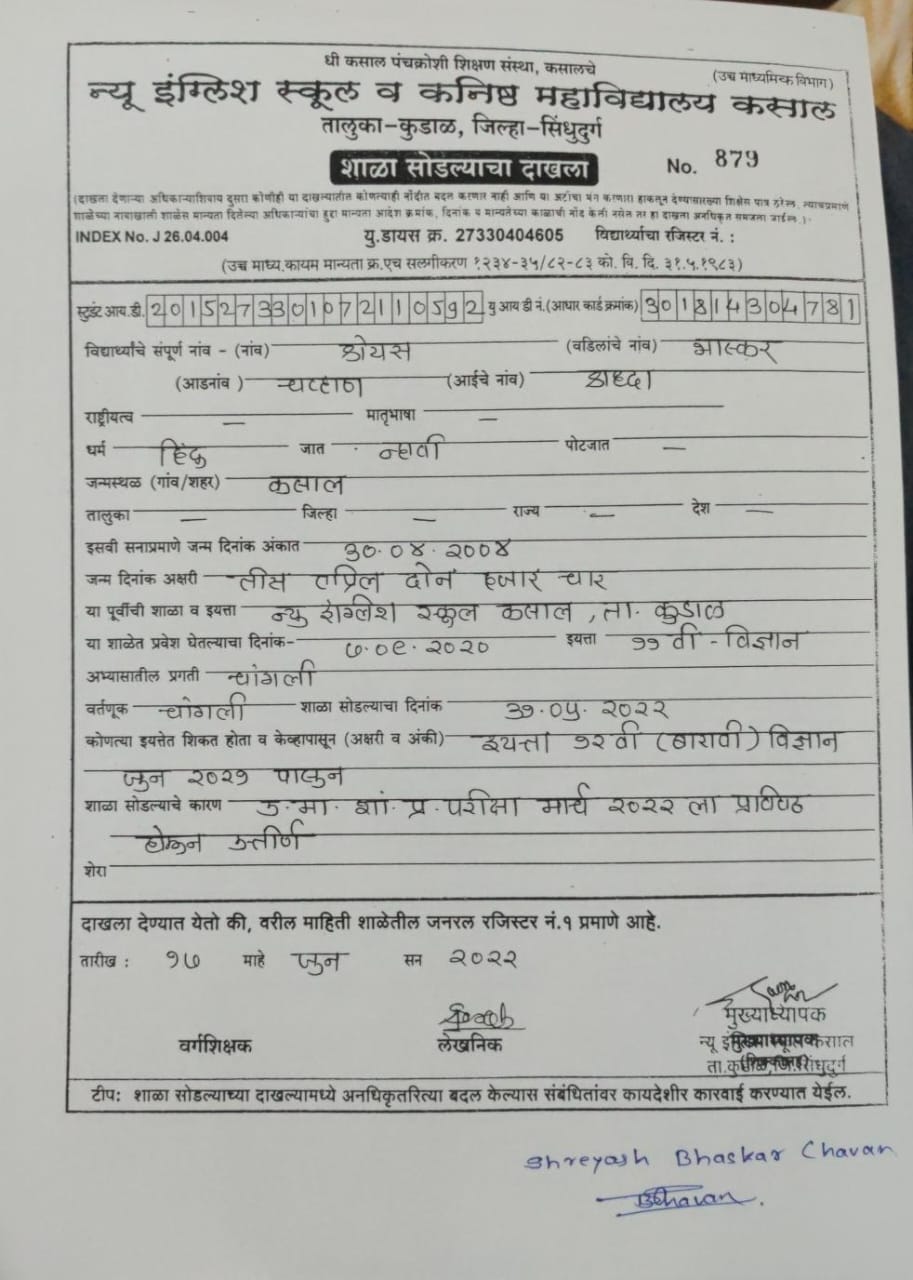 धी कसाल पंचक्रोशी शिक्षण संस्था, कसालचे
(उच्च माध्यमिक विभाग)
न्यू इंग्लिश स्कूल व कनिष्ठ महाविद्यालय कसाल
तालुका-कुडाळ, जिल्हा-सिंधुदुर्ग
शाळा सोडल्याचा दाखला No. 879
(दाखला देणाऱ्या अधिकाऱ्याशिवाय दुसरा कोणीही या दाखल्यातील कोणत्याही नोंदीत बदल करणार नाही आणि या अटींचा भंग करणारा हाकलून देण्यासारख्या शिक्षेस पात्र ठरेल. त्याचप्रमाणे
शाळेच्या नावाखाली शाळेस मान्यता दितेल्या अधिकाऱ्यांचा हुद्दा मान्यता आदेश क्रमांक, दिनांक व मान्यतेच्या काळाची नोंद केली नसेल तर हा दाखला अनधिकृत समजला जाईल.)
INDEX No. J 26.04.004 यु.डायस क्र. 27330404605 विद्यार्थ्याचा रजिस्टर नं. :
(उच्च माध्य.कायम मान्यता क्र.एच सलगीकरण १२३४-३५/८२-८३ को. वि. दि. ३१.५.१९८३)
स्टुडंट आय.डी. 2015273301072110592 यु आय डी नं.(आधार कार्ड क्रमांक) 301814304781
विद्यार्थ्याचे संपूर्ण नांव - (नांव) श्रेयस (वडिलांचे नांव) भास्कर
(आडनांव) चव्हाण (आईचे नांव) श्रध्दा
राष्ट्रीयत्व — मातृभाषा —
धर्म हिंदु जात न्हावी पोटजात —
जन्मस्थळ (गांव/शहर) कसाल
तालुका — जिल्हा — राज्य — देश —
इसवी सनाप्रमाणे जन्म दिनांक अंकात ३०.०४.२००४
जन्म दिनांक अक्षरी तीस एप्रिल दोन हजार चार
या पूर्वीची शाळा व इयत्ता न्यु इंग्लिश स्कुल कसाल, ता. कुडाळ
या शाळेत प्रवेश घेतल्याचा दिनांक- ७.०९.२०२० इयत्ता ११ वी - विज्ञान
अभ्यासातील प्रगती चांगली
वर्तणूक चांगली शाळा सोडल्याचा दिनांक ३१.०५.२०२२
कोणत्या इयत्तेत शिकत होता व केव्हापासून (अक्षरी व अंकी) इयत्ता १२वी (बारावी) विज्ञान
जुन २०२१ पासुन
शाळा सोडल्याचे कारण उ.मा.शां.प्र.परीक्षा मार्च २०२२ ला प्रविष्ठ
होऊन उत्तीर्ण
शेरा
दाखला देण्यात येतो की, वरील माहिती शाळेतील जनरल रजिस्टर नं.१ प्रमाणे आहे.
तारीख : १७ माहे जुन सन २०२२
वर्गशिक्षक लेखनिक मुख्याध्यापक
न्यू इंग्लिश स्कूल कसाल
ता.कुडाळ, जि.सिंधुदुर्ग
टीप: शाळा सोडल्याच्या दाखल्यामध्ये अनधिकृतरित्या बदल केल्यास संबंधितांवर कायदेशीर कारवाई करण्यात येईल.
Shreyash Bhaskar Chavan
SBChavan.